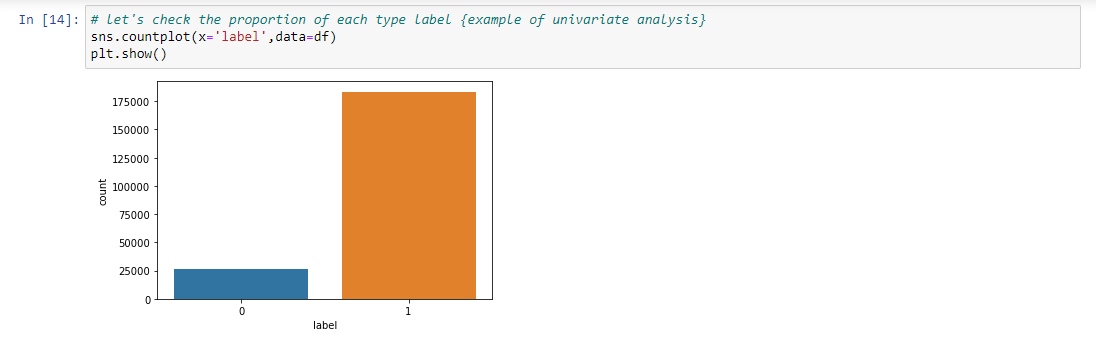 In [14]: # let's check the proportion of each type label {example of univariate analysis}
sns.countplot(x='label',data=df)
plt.show()
175000
150000
125000
100000
75000
50000
25000
0
count
0 1
label